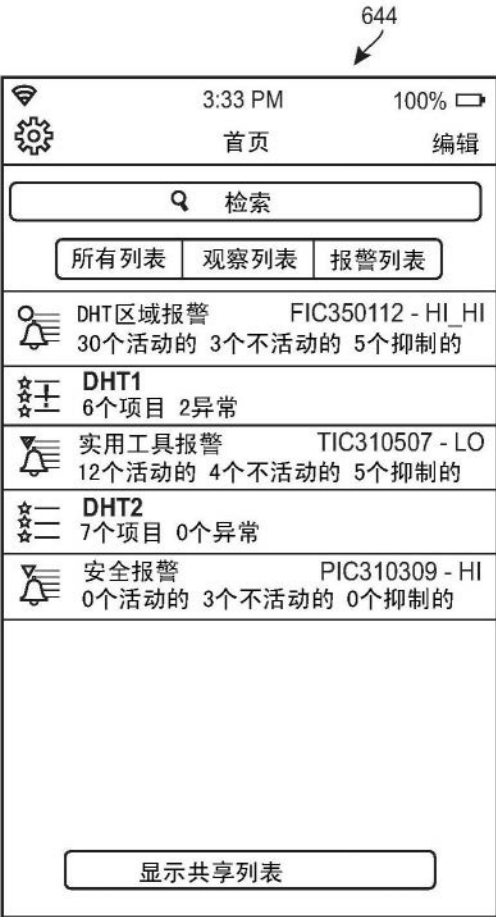 644
3:33 PM 100%
首页 编辑
检索
所有列表 观察列表 报警列表
DHT区域报警 FIC350112 - HI_HI
30个活动的 3个不活动的 5个抑制的
DHT1
6个项目 2异常
实用工具报警 TIC310507 - LO
12个活动的 4个不活动的 5个抑制的
DHT2
7个项目 0个异常
安全报警 PIC310309 - HI
0个活动的 3个不活动的 0个抑制的
显示共享列表